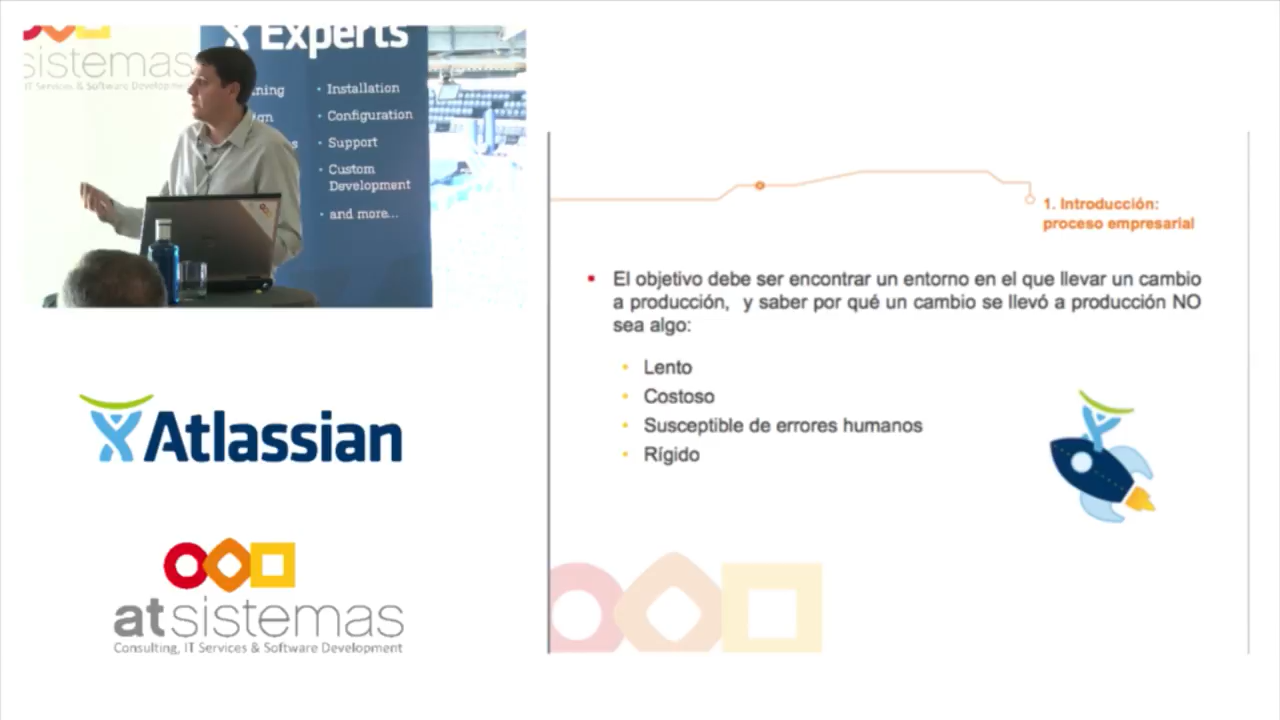 Experts
sistemas
IT Services & Software Development
· Installation
· Configuration
· Support
· Custom
Development
· and more...
Atlassian
atsistemas
Consulting, IT Services & Software Development
1. Introducción:
proceso empresarial
El objetivo debe ser encontrar un entorno en el que llevar un cambio
a producción, y saber por qué un cambio se llevó a producción NO
sea algo:
Lento
Costoso
Susceptible de errores humanos
Rígido